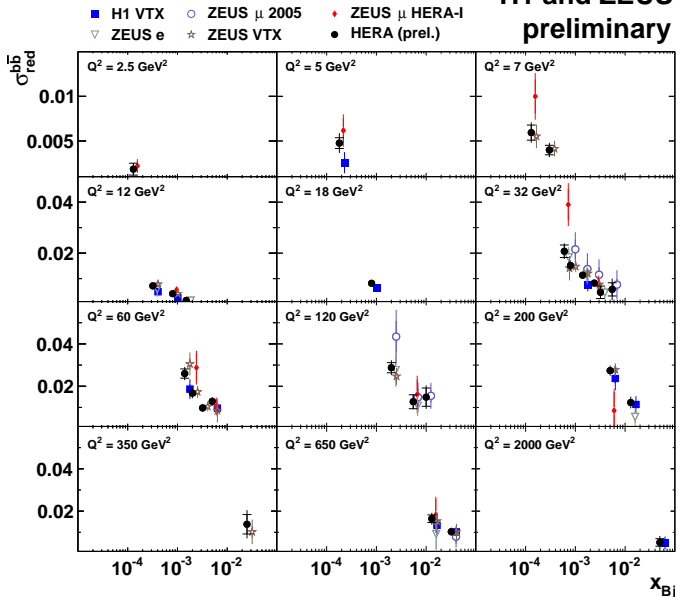 H1 and ZEUS
preliminary
H1 VTX
ZEUS μ 2005
ZEUS μ HERA-I
ZEUS e
ZEUS VTX
HERA (prel.)
σ_red^{bb̅}
Q² = 2.5 GeV²
Q² = 5 GeV²
Q² = 7 GeV²
0.01
0.005
Q² = 12 GeV²
Q² = 18 GeV²
Q² = 32 GeV²
0.04
0.02
Q² = 60 GeV²
Q² = 120 GeV²
Q² = 200 GeV²
0.04
0.02
Q² = 350 GeV²
Q² = 650 GeV²
Q² = 2000 GeV²
0.04
0.02
10⁻⁴ 10⁻³ 10⁻² 10⁻⁴ 10⁻³ 10⁻² 10⁻⁴ 10⁻³ 10⁻²
x_Bj